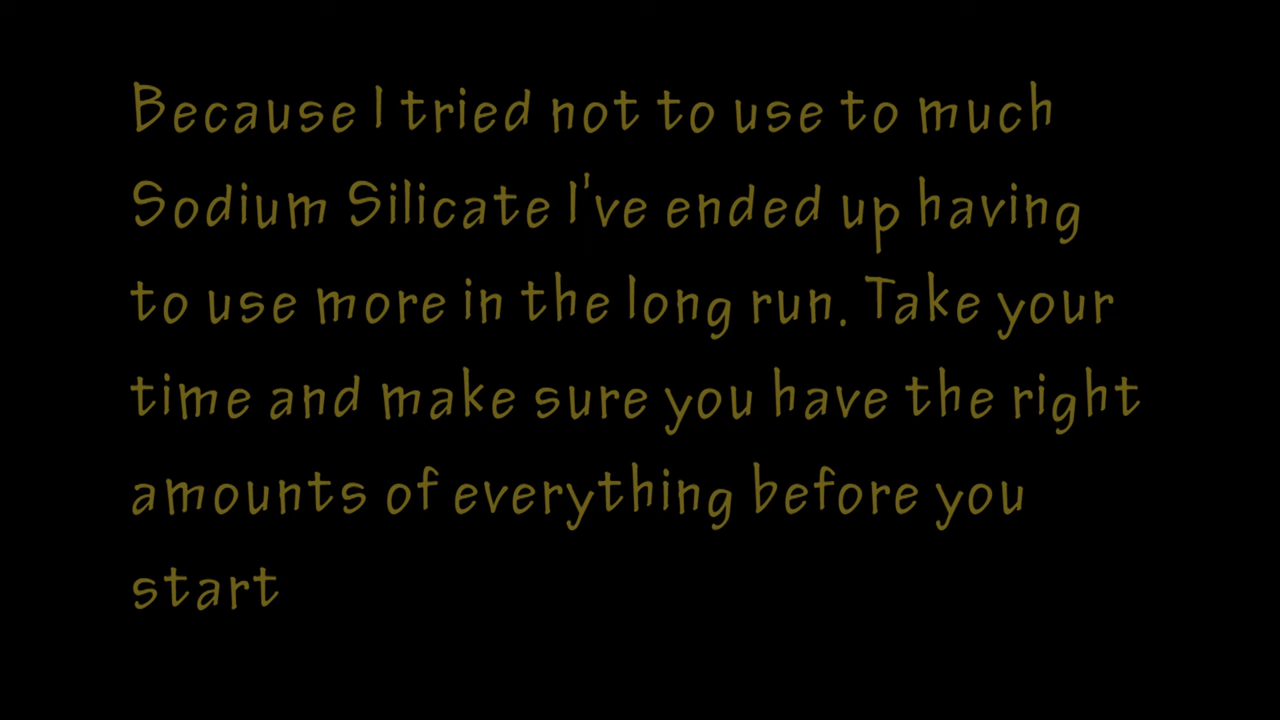 Because I tried not to use to much
Sodium Silicate I've ended up having
to use more in the long run. Take your
time and make sure you have the right
amounts of everything before you
start